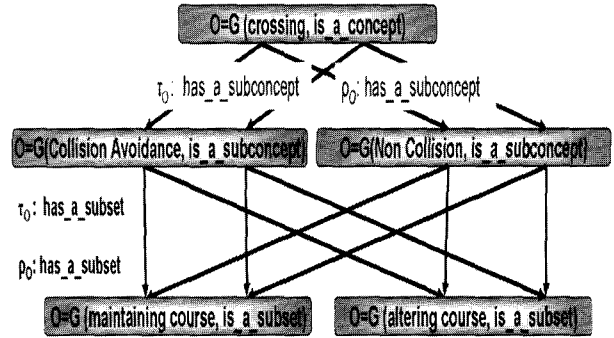 O=G (crossing, is_a_concept)
τ₀: has_a_subconcept ρ₀: has_a_subconcept
O=G(Collision Avoidance, is_a_subconcept) O=G(Non Collision, is_a_subconcept)
τ₀: has_a_subset
ρ₀: has_a_subset
O=G (maintaining course, is_a_subset) O=G (altering course, is_a_subset)